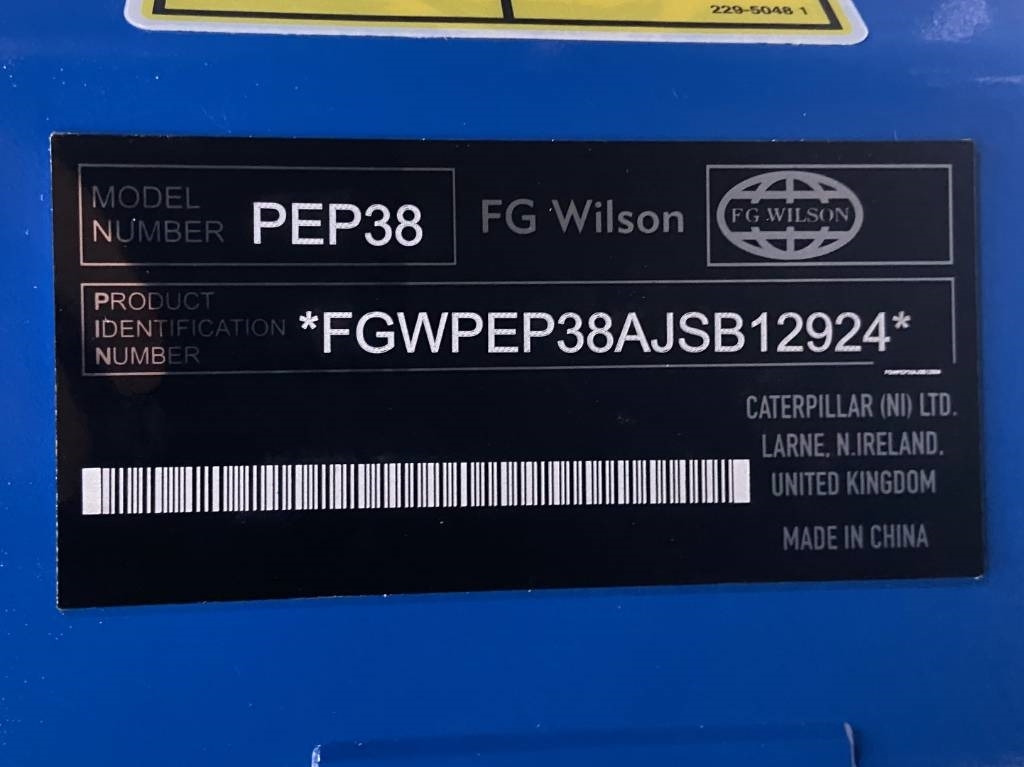 229-5048 1
MODEL
NUMBER PEP38
FG Wilson
FG WILSON
PRODUCT
IDENTIFICATION
NUMBER
*FGWPEP38AJSB12924*
CATERPILLAR (NI) LTD.
LARNE, N.IRELAND,
UNITED KINGDOM
MADE IN CHINA